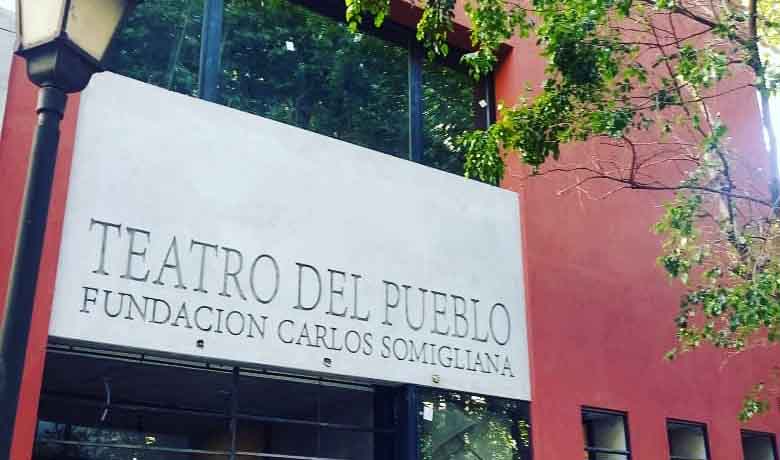 TEATRO DEL PUEBLO
FUNDACION CARLOS SOMIGLIANA